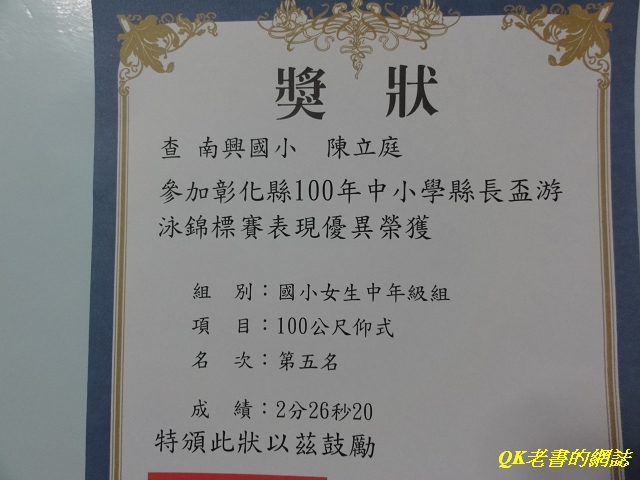 獎 狀
查 南興國小 陳立庭
參加彰化縣100年中小學縣長盃游
泳錦標賽表現優異榮獲
組 別：國小女生中年級組
項 目：100公尺仰式
名 次：第五名
成 績：2分26秒20
特頒此狀以茲鼓勵
QK老書的網誌